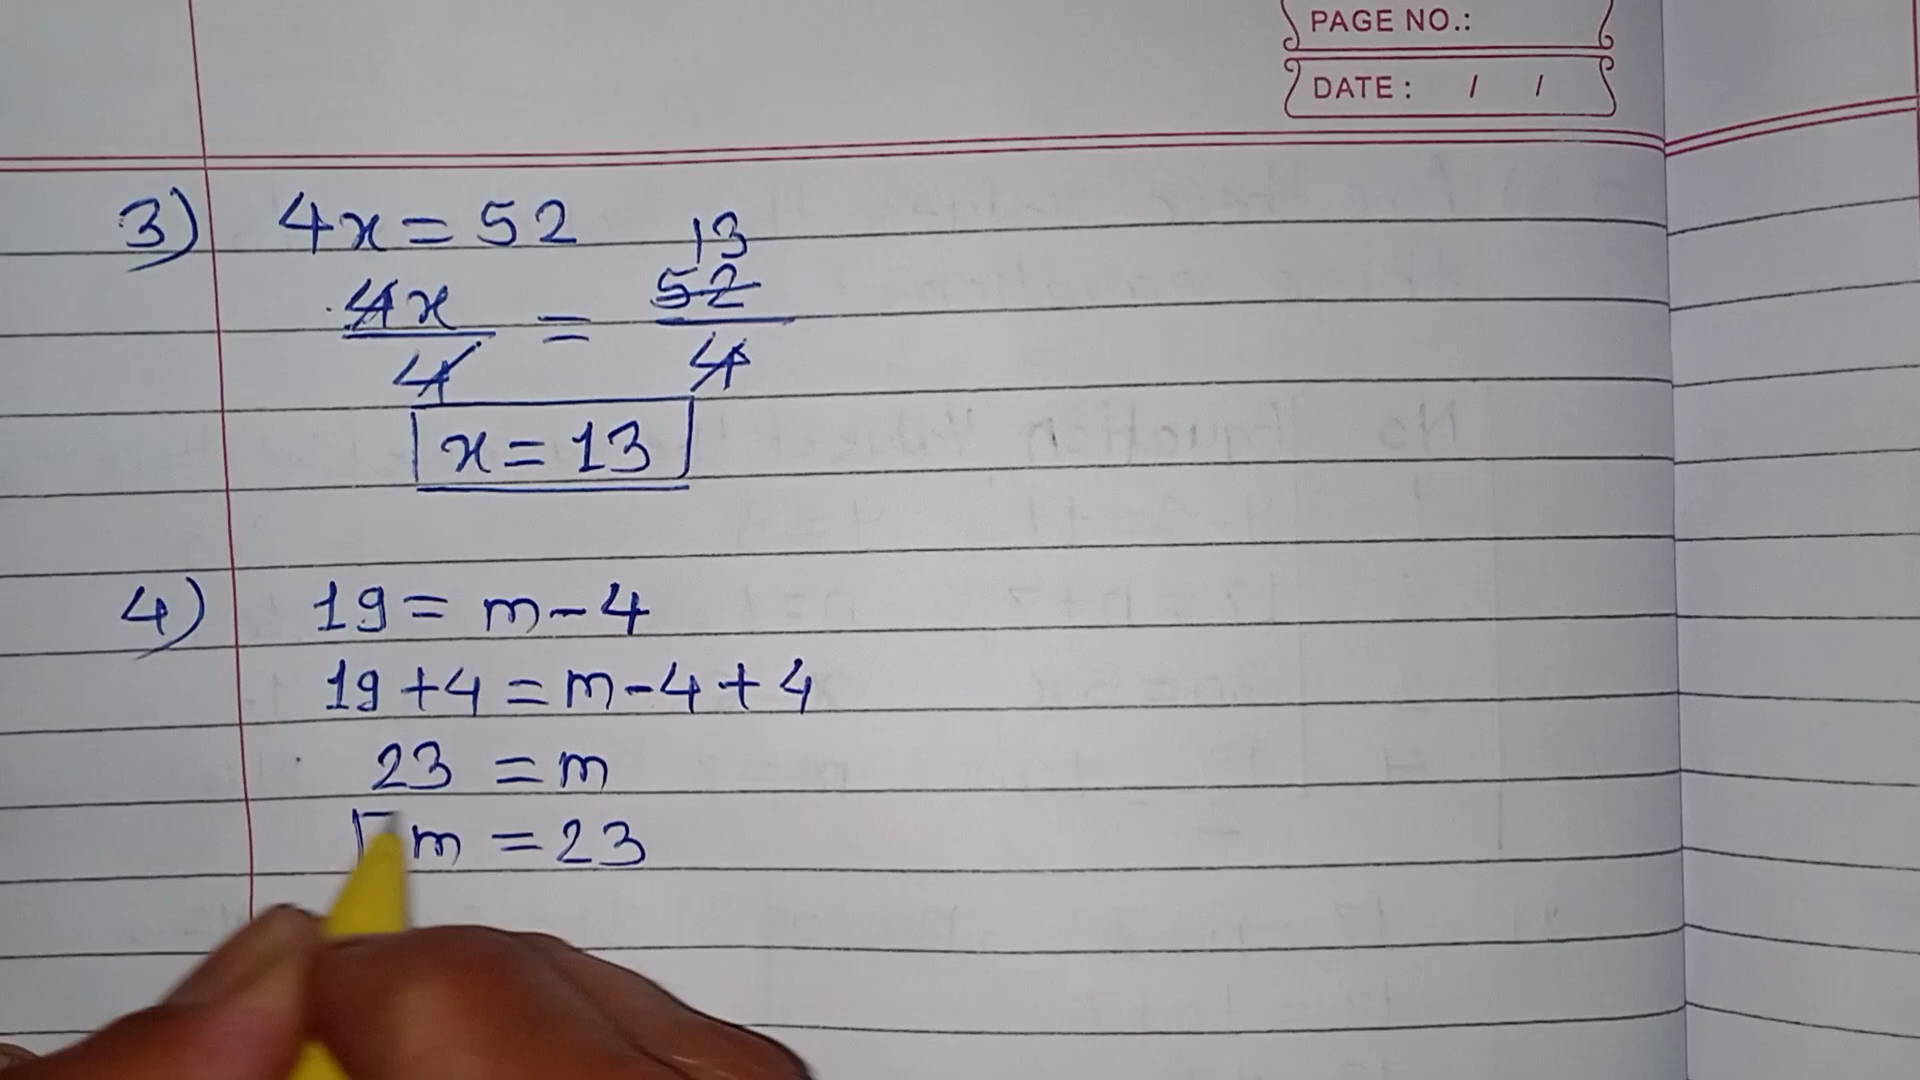 PAGE NO.:
DATE : / /
3) 4x = 52
4x/4 = 52/4 13
x = 13
4) 19 = m - 4
19 + 4 = m - 4 + 4
23 = m
m = 23